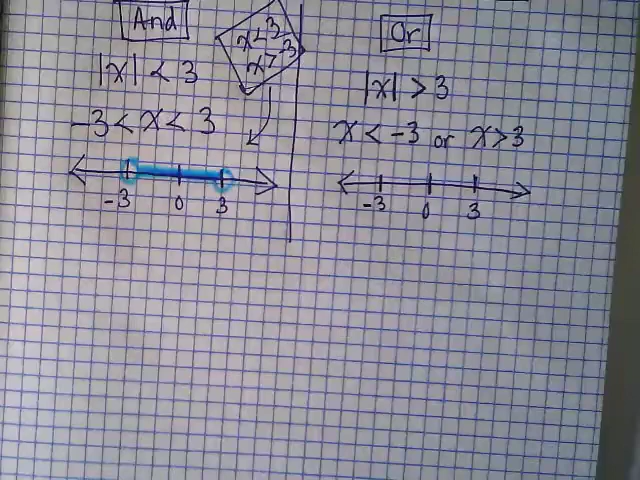 And
|x| < 3
-3 < x < 3
-3 0 3
x < 3
x > -3
Or
|x| > 3
x < -3 or x > 3
-3 0 3